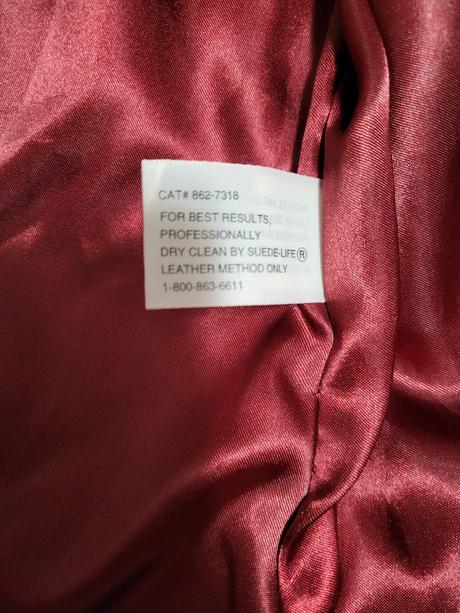 CAT# 862-7318
FOR BEST RESULTS,
PROFESSIONALLY
DRY CLEAN BY SUEDE-LIFE®
LEATHER METHOD ONLY
1-800-863-6611